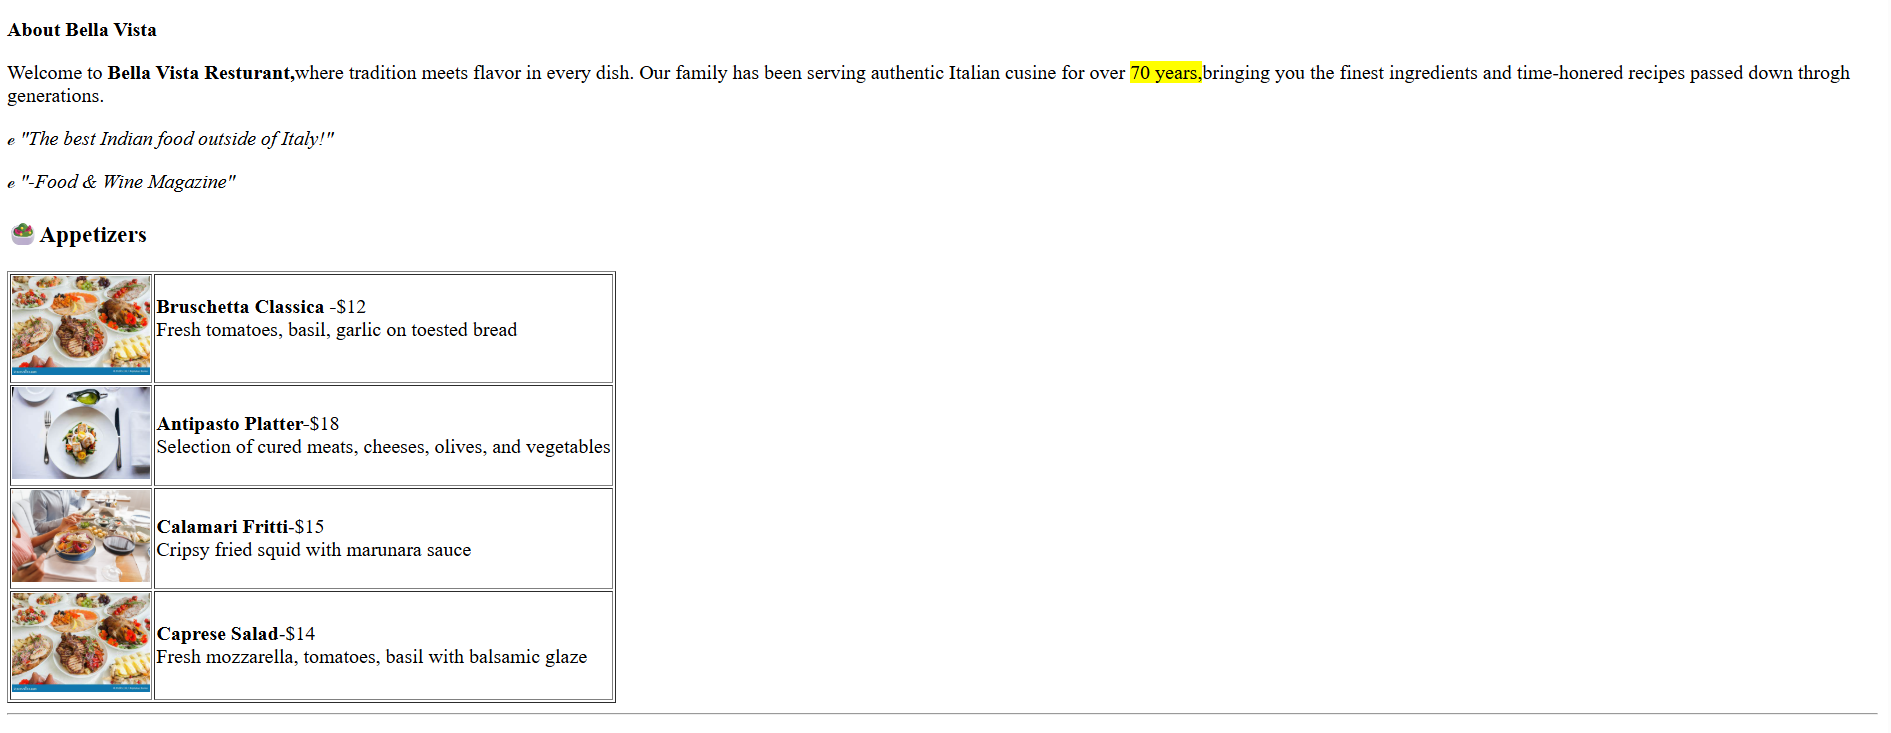 About Bella Vista
Welcome to Bella Vista Resturant,where tradition meets flavor in every dish. Our family has been serving authentic Italian cusine for over 70 years,bringing you the finest ingredients and time-honered recipes passed down throgh
generations.
e "The best Indian food outside of Italy!"
e "-Food & Wine Magazine"
Appetizers
Bruschetta Classica -$12
Fresh tomatoes, basil, garlic on toested bread
Antipasto Platter-$18
Selection of cured meats, cheeses, olives, and vegetables
Calamari Fritti-$15
Cripsy fried squid with marunara sauce
Caprese Salad-$14
Fresh mozzarella, tomatoes, basil with balsamic glaze